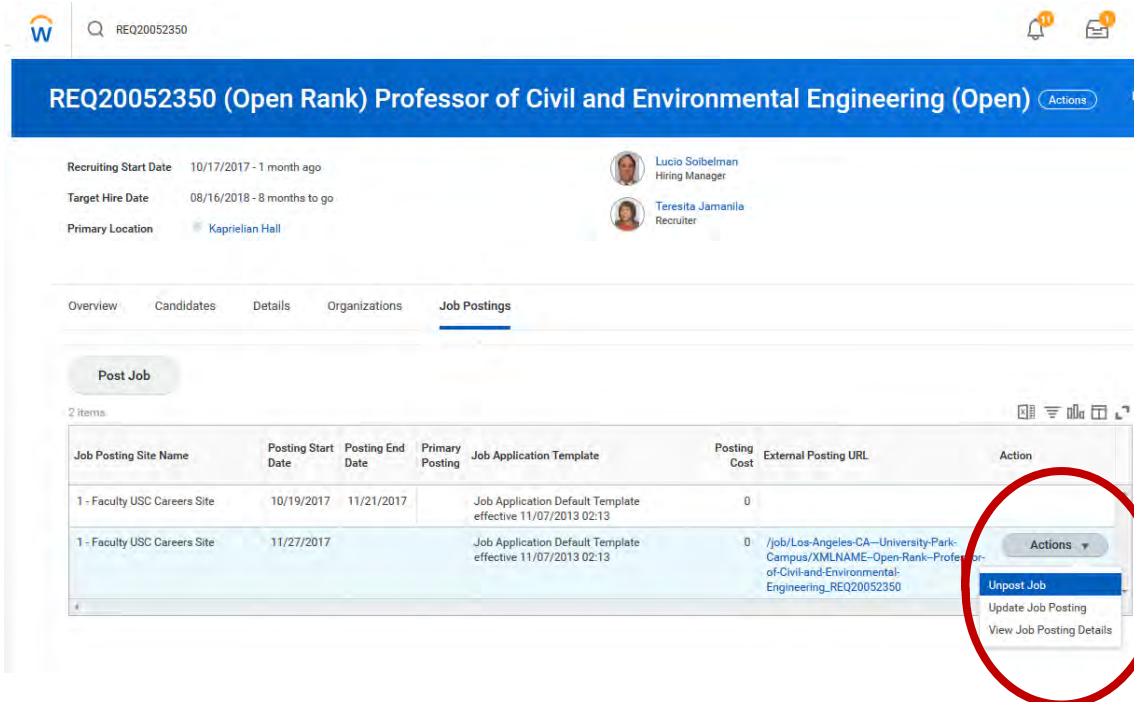 W
REQ20052350
11
1
REQ20052350 (Open Rank) Professor of Civil and Environmental Engineering (Open) Actions
Recruiting Start Date 10/17/2017 - 1 month ago
Target Hire Date 08/16/2018 - 8 months to go
Primary Location Kaprielian Hall
Lucio Soibelman
Hiring Manager
Teresita Jamanila
Recruiter
Overview Candidates Details Organizations Job Postings
Post Job
2 items
Job Posting Site Name Posting Start Date Posting End Date Primary Posting Job Application Template Posting Cost External Posting URL Action
1 - Faculty USC Careers Site 10/19/2017 11/21/2017 Job Application Default Template 0
effective 11/07/2013 02:13
1 - Faculty USC Careers Site 11/27/2017 Job Application Default Template 0 /job/Los-Angeles-CA---University-Park- Actions
effective 11/07/2013 02:13 Campus/XMLNAME--Open-Rank--Professor-
of-Civil-and-Environmental-
Engineering_REQ20052350
Unpost Job
Update Job Posting
View Job Posting Details